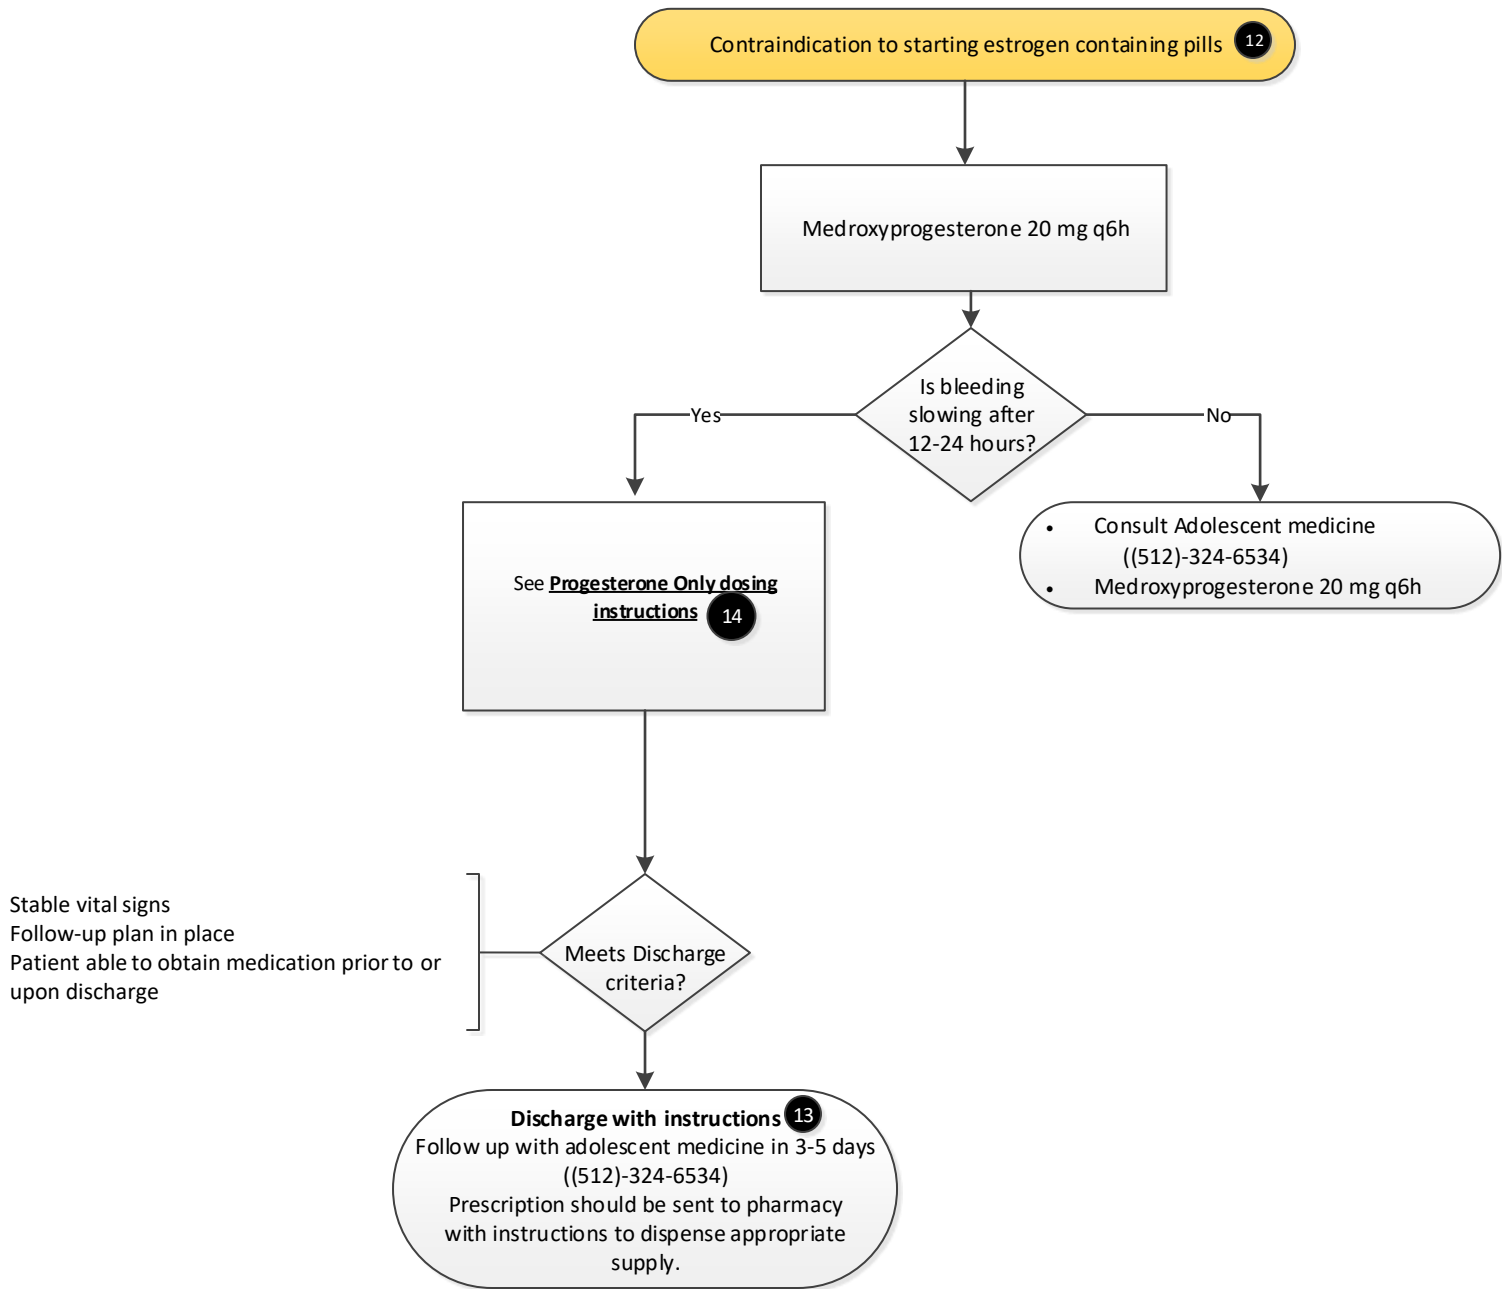 Contraindication to starting estrogen containing pills 12
Medroxyprogesterone 20 mg q6h
Is bleeding
slowing after
12-24 hours?
Yes
No
See Progesterone Only dosing
instructions 14
• Consult Adolescent medicine
((512)-324-6534)
• Medroxyprogesterone 20 mg q6h
Stable vital signs
Follow-up plan in place
Patient able to obtain medication prior to or
upon discharge
Meets Discharge
criteria?
Discharge with instructions 13
Follow up with adolescent medicine in 3-5 days
((512)-324-6534)
Prescription should be sent to pharmacy
with instructions to dispense appropriate
supply.